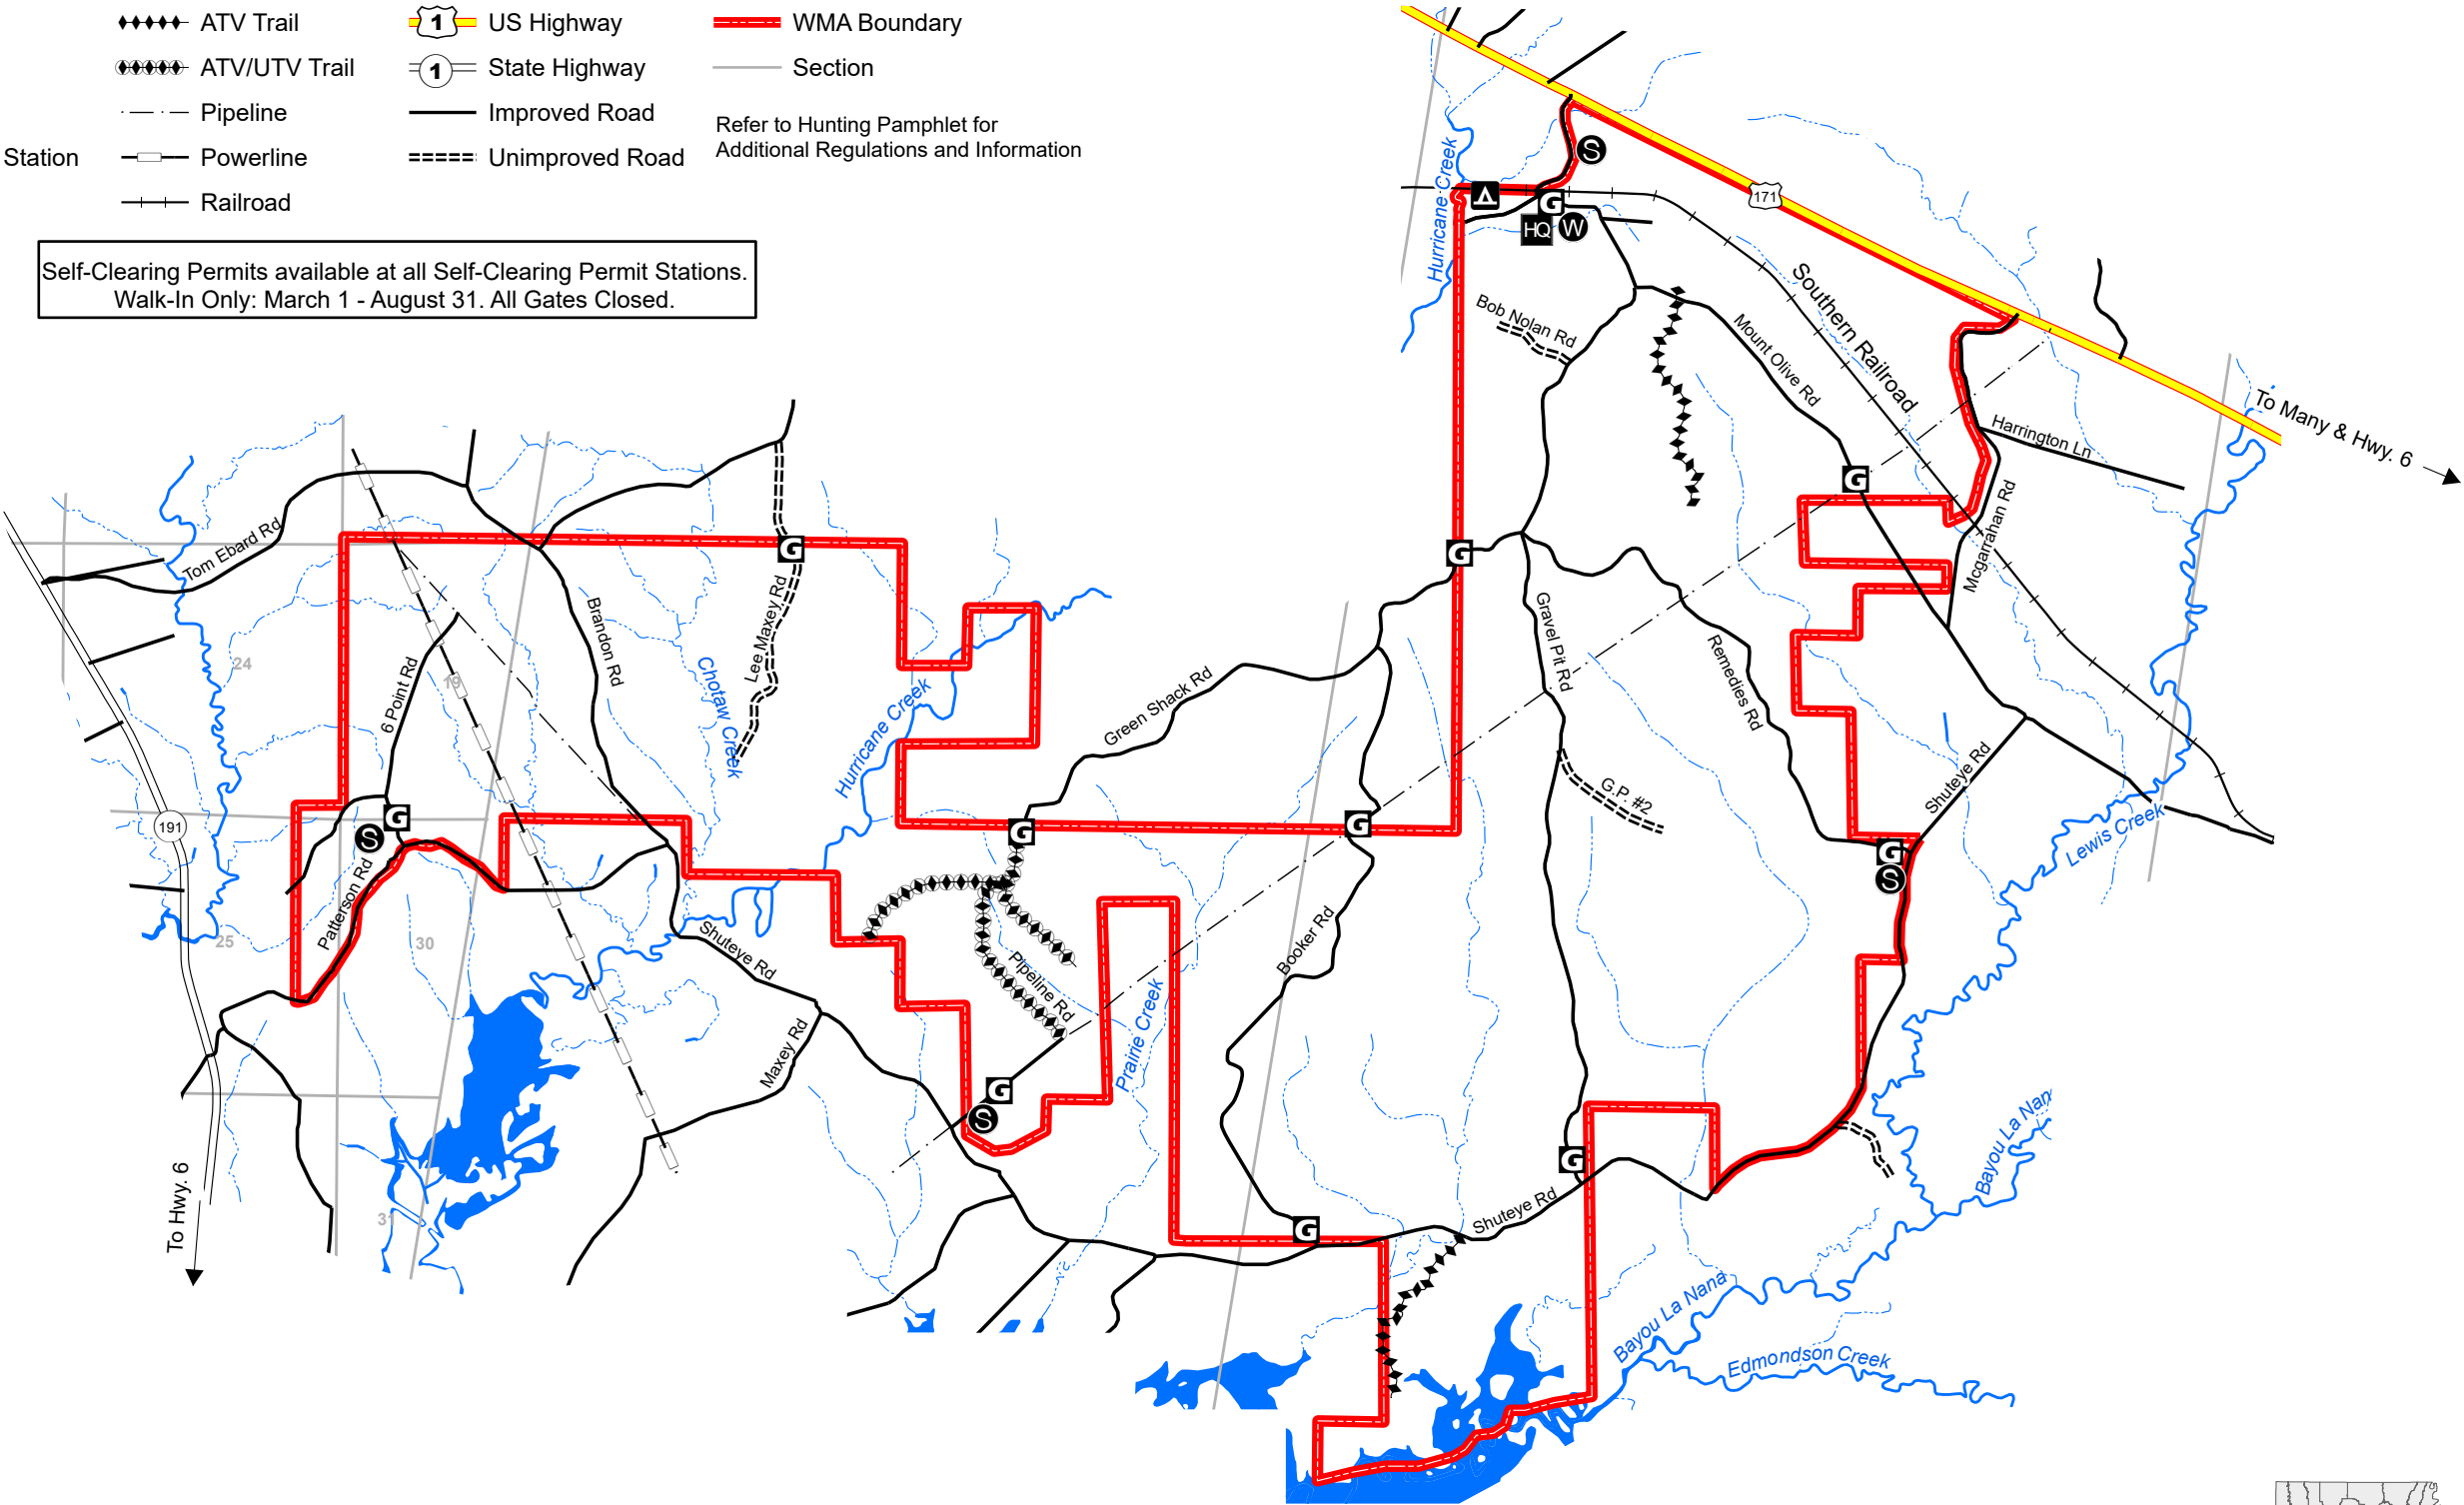 ATV Trail
1
US Highway
WMA Boundary
ATV/UTV Trail
1
State Highway
Section
Pipeline
Improved Road
Refer to Hunting Pamphlet for
Additional Regulations and Information
Station
Powerline
Unimproved Road
Railroad
Self-Clearing Permits available at all Self-Clearing Permit Stations.
Walk-In Only: March 1 - August 31. All Gates Closed.
Hurricane Creek
Hurricane Creek
S
G
HQ
W
171
Southern Railroad
Bob Nolan Rd
Mount Olive Rd
To Many & Hwy. 6
Harrington Ln
G
Mcgarrahan Rd
Tom Ebard Rd
G
G
Lee Maxey Rd
Brandon Rd
Gravel Pit Rd
Remedies Rd
24
19
6 Point Rd
Chotaw Creek
Hurricane Creek
Green Shack Rd
G.P. #2
Shuteye Rd
191
G
S
G
G
G
S
Lewis Creek
Patterson Rd
25
30
Shuteye Rd
Pipeline Rd
Booker Rd
Prairie Creek
Maxey Rd
G
S
Bayou La Nana
G
To Hwy. 6
31
G
Shuteye Rd
Bayou La Nana
Edmondson Creek